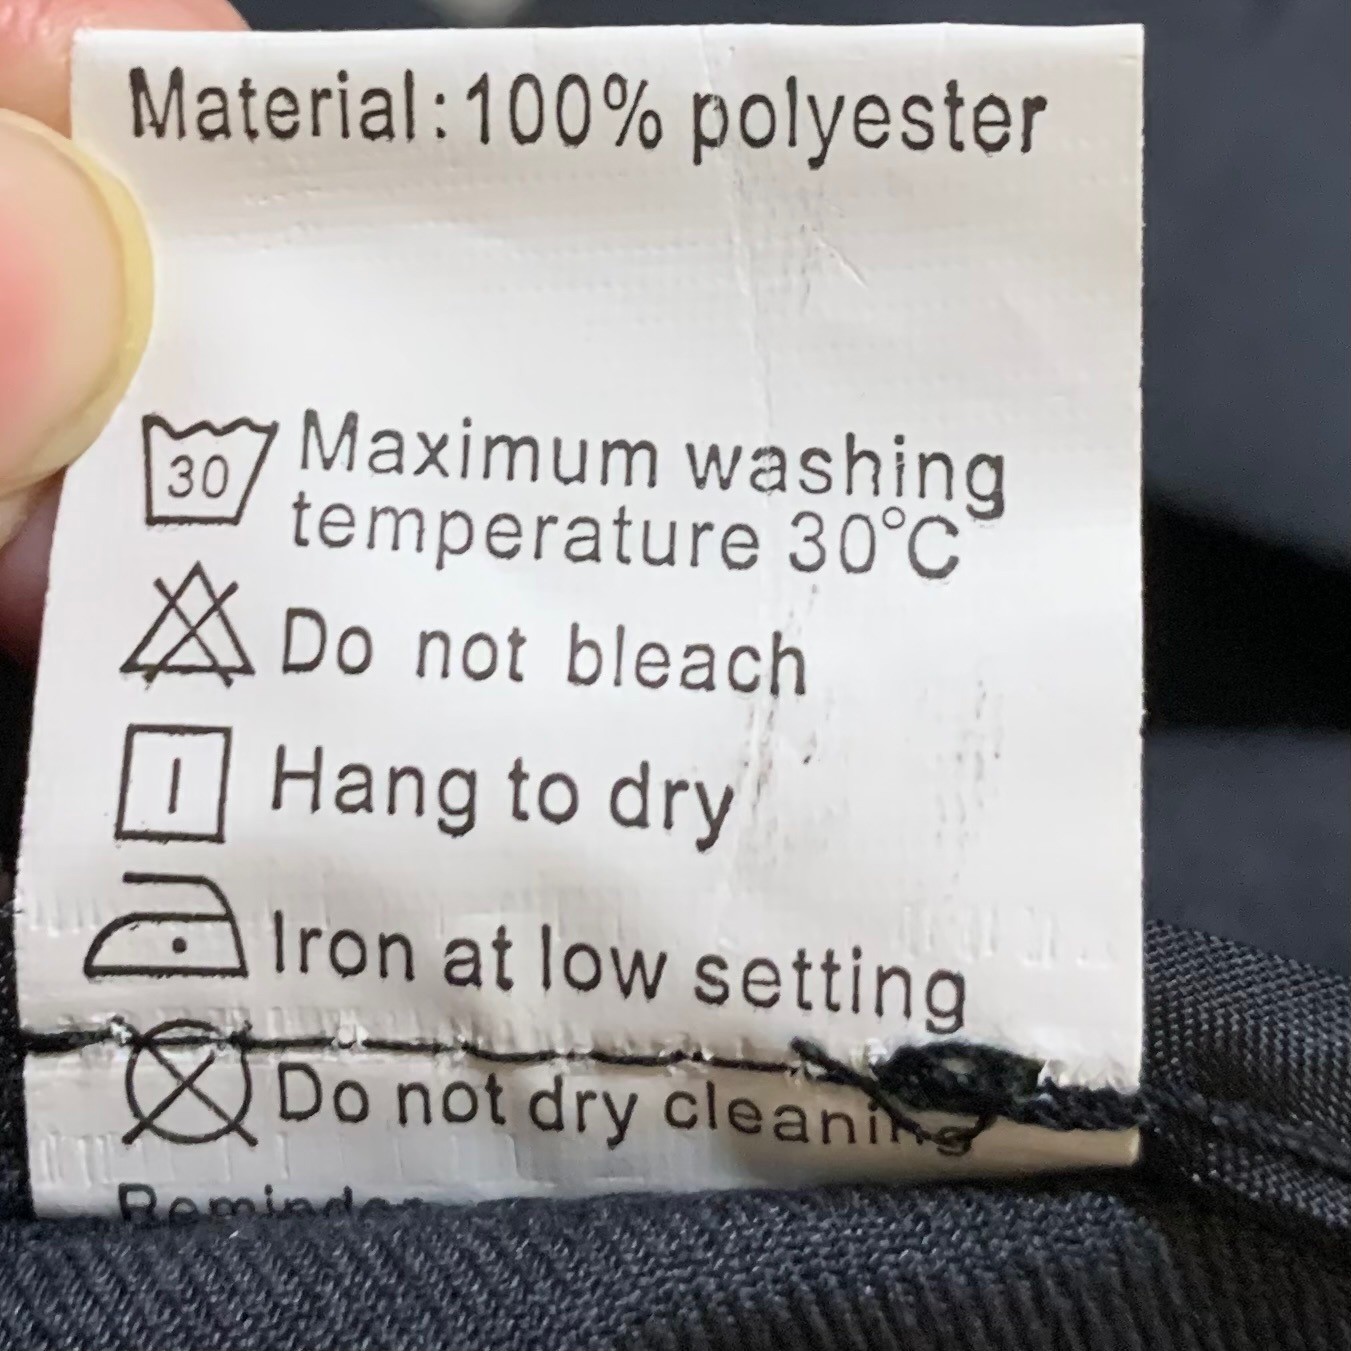 Material: 100% polyester
30 Maximum washing
temperature 30°C
Do not bleach
Hang to dry
Iron at low setting
Do not dry cleaning